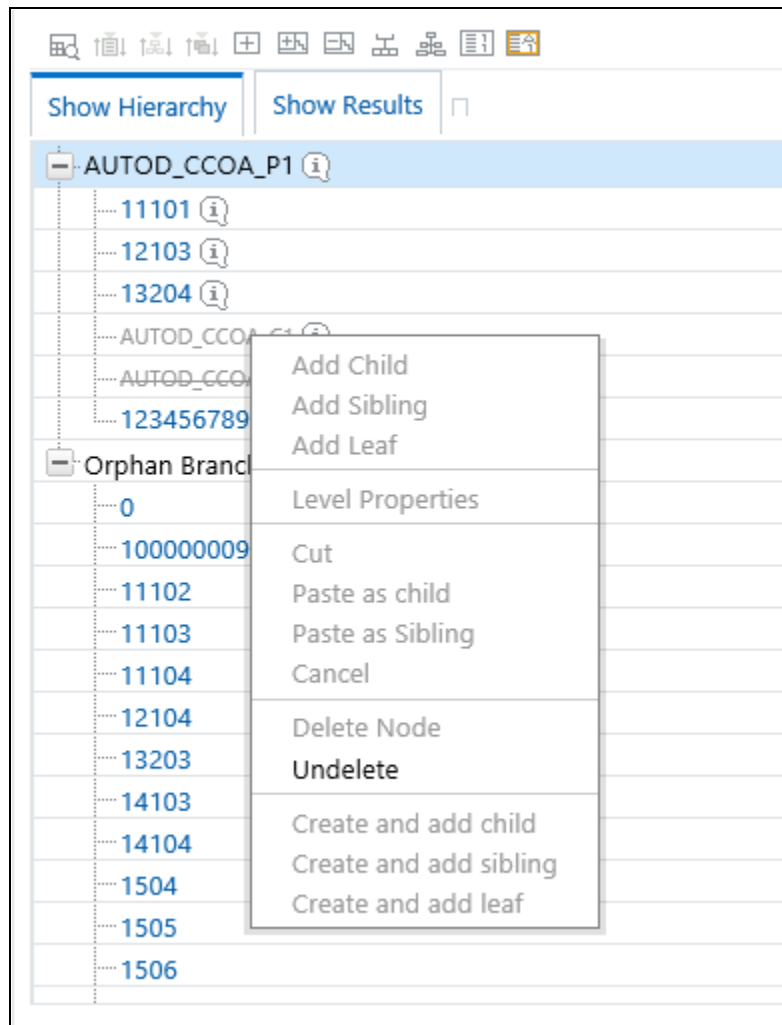 Show Hierarchy
Show Results
AUTOD_CCOA_P1
11101
12103
13204
AUTOD_CCOA_C1
AUTOD_CCO
123456789
Orphan Branc
0
100000009
11102
11103
11104
12104
13203
14103
14104
1504
1505
1506
Add Child
Add Sibling
Add Leaf
Level Properties
Cut
Paste as child
Paste as Sibling
Cancel
Delete Node
Undelete
Create and add child
Create and add sibling
Create and add leaf